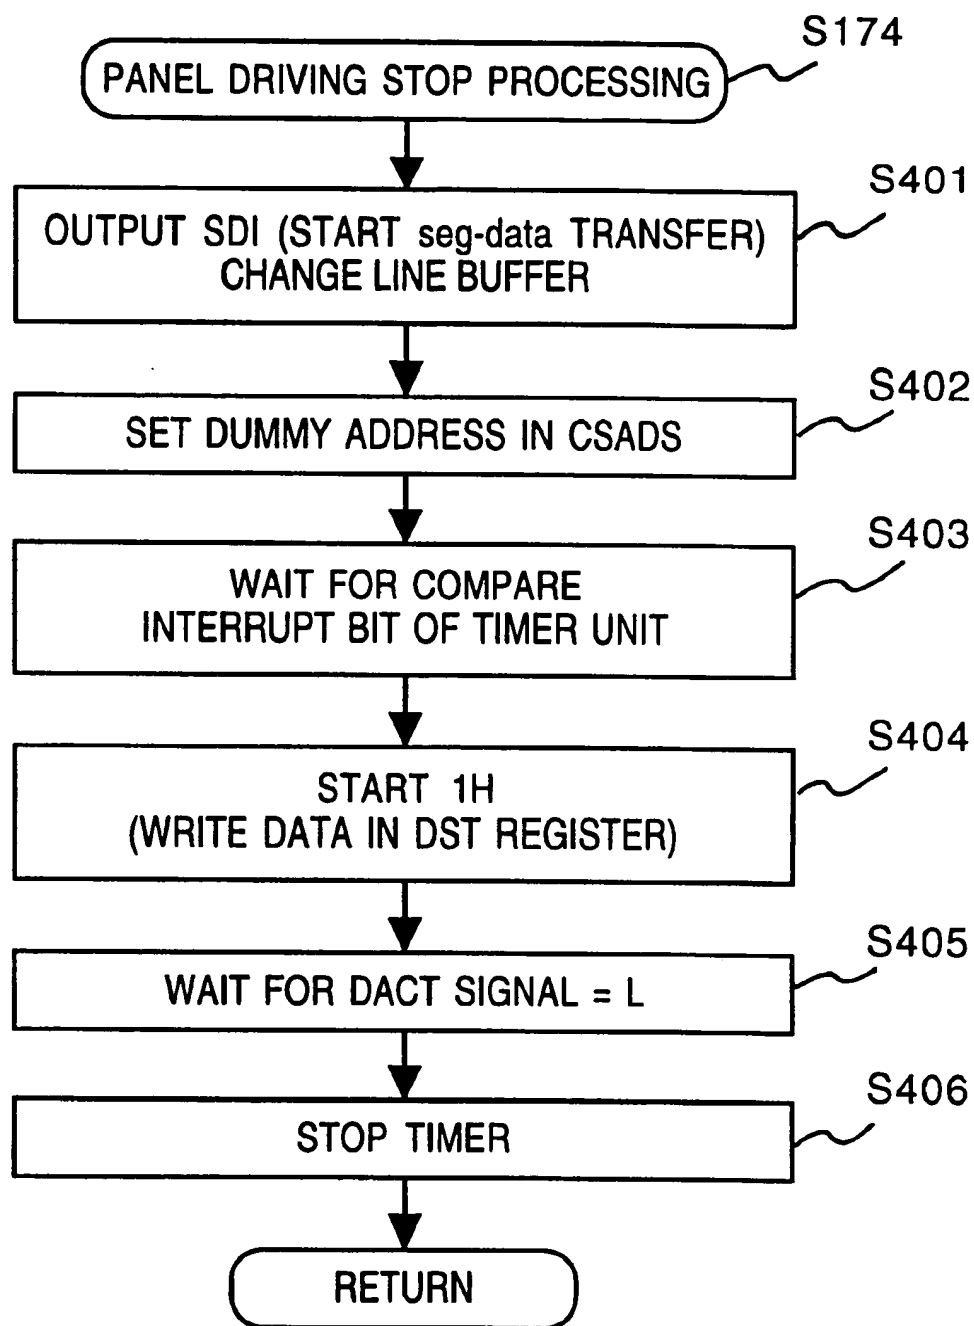 S174
PANEL DRIVING STOP PROCESSING
S401
OUTPUT SDI (START seg-data TRANSFER)
CHANGE LINE BUFFER
S402
SET DUMMY ADDRESS IN CSADS
S403
WAIT FOR COMPARE
INTERRUPT BIT OF TIMER UNIT
S404
START 1H
(WRITE DATA IN DST REGISTER)
S405
WAIT FOR DACT SIGNAL = L
S406
STOP TIMER
RETURN